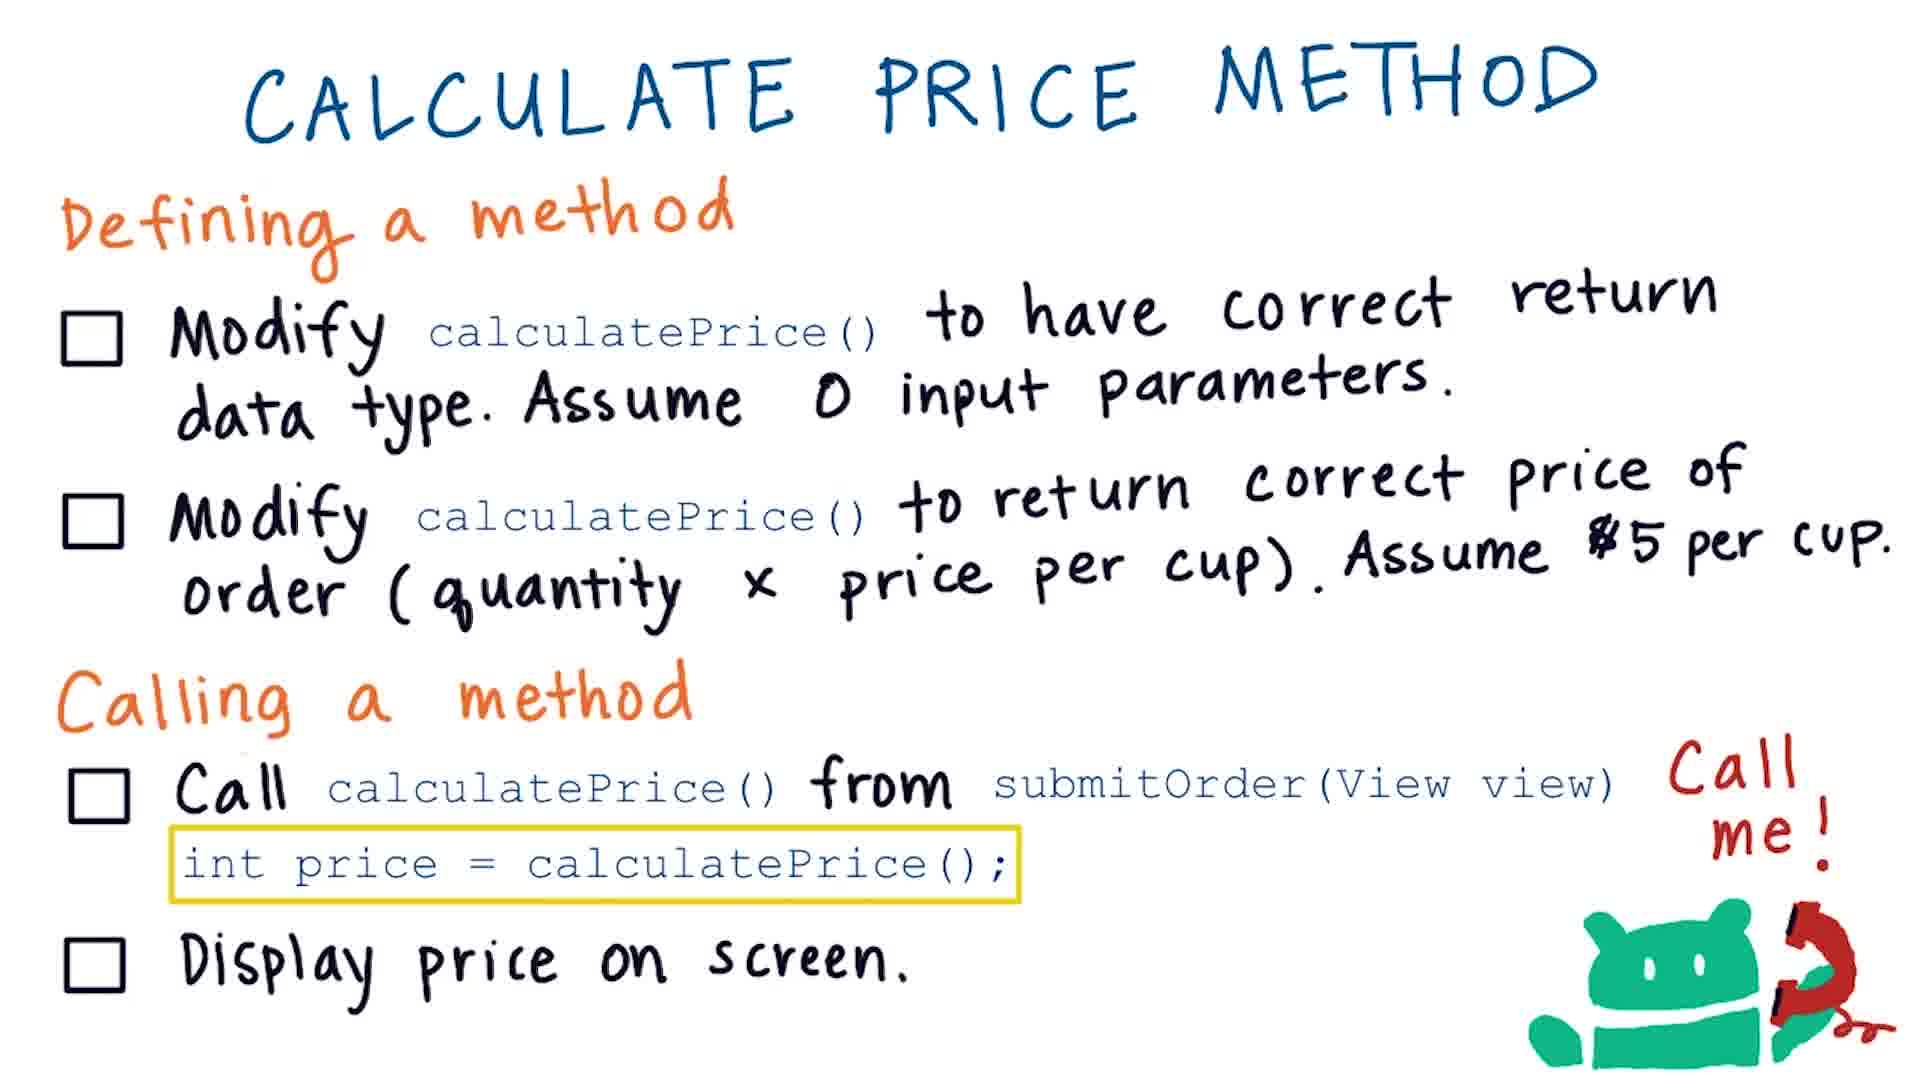 CALCULATE PRICE METHOD
Defining a method
Modify calculatePrice() to have correct return
data type. Assume 0 input parameters.
Modify calculatePrice() to return correct price of
order (quantity x price per cup). Assume $5 per cup.
Calling a method
Call calculatePrice() from submitOrder(View view)
int price = calculatePrice();
Display price on screen.
Call
me!